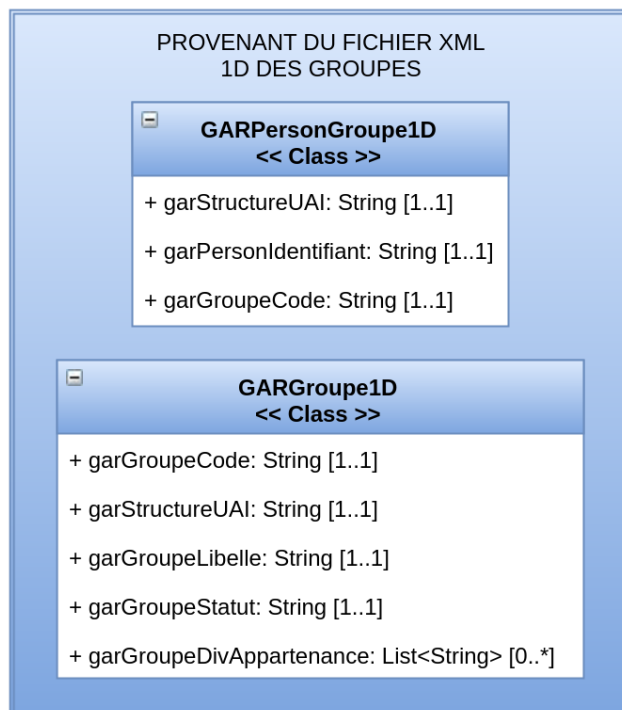 PROVENANT DU FICHIER XML
1D DES GROUPES
GARPersonGroupe1D
<< Class >>
+ garStructureUAI: String [1..1]
+ garPersonIdentifiant: String [1..1]
+ garGroupeCode: String [1..1]
GARGroupe1D
<< Class >>
+ garGroupeCode: String [1..1]
+ garStructureUAI: String [1..1]
+ garGroupeLibelle: String [1..1]
+ garGroupeStatut: String [1..1]
+ garGroupeDivAppartenance: List<String> [0..*]